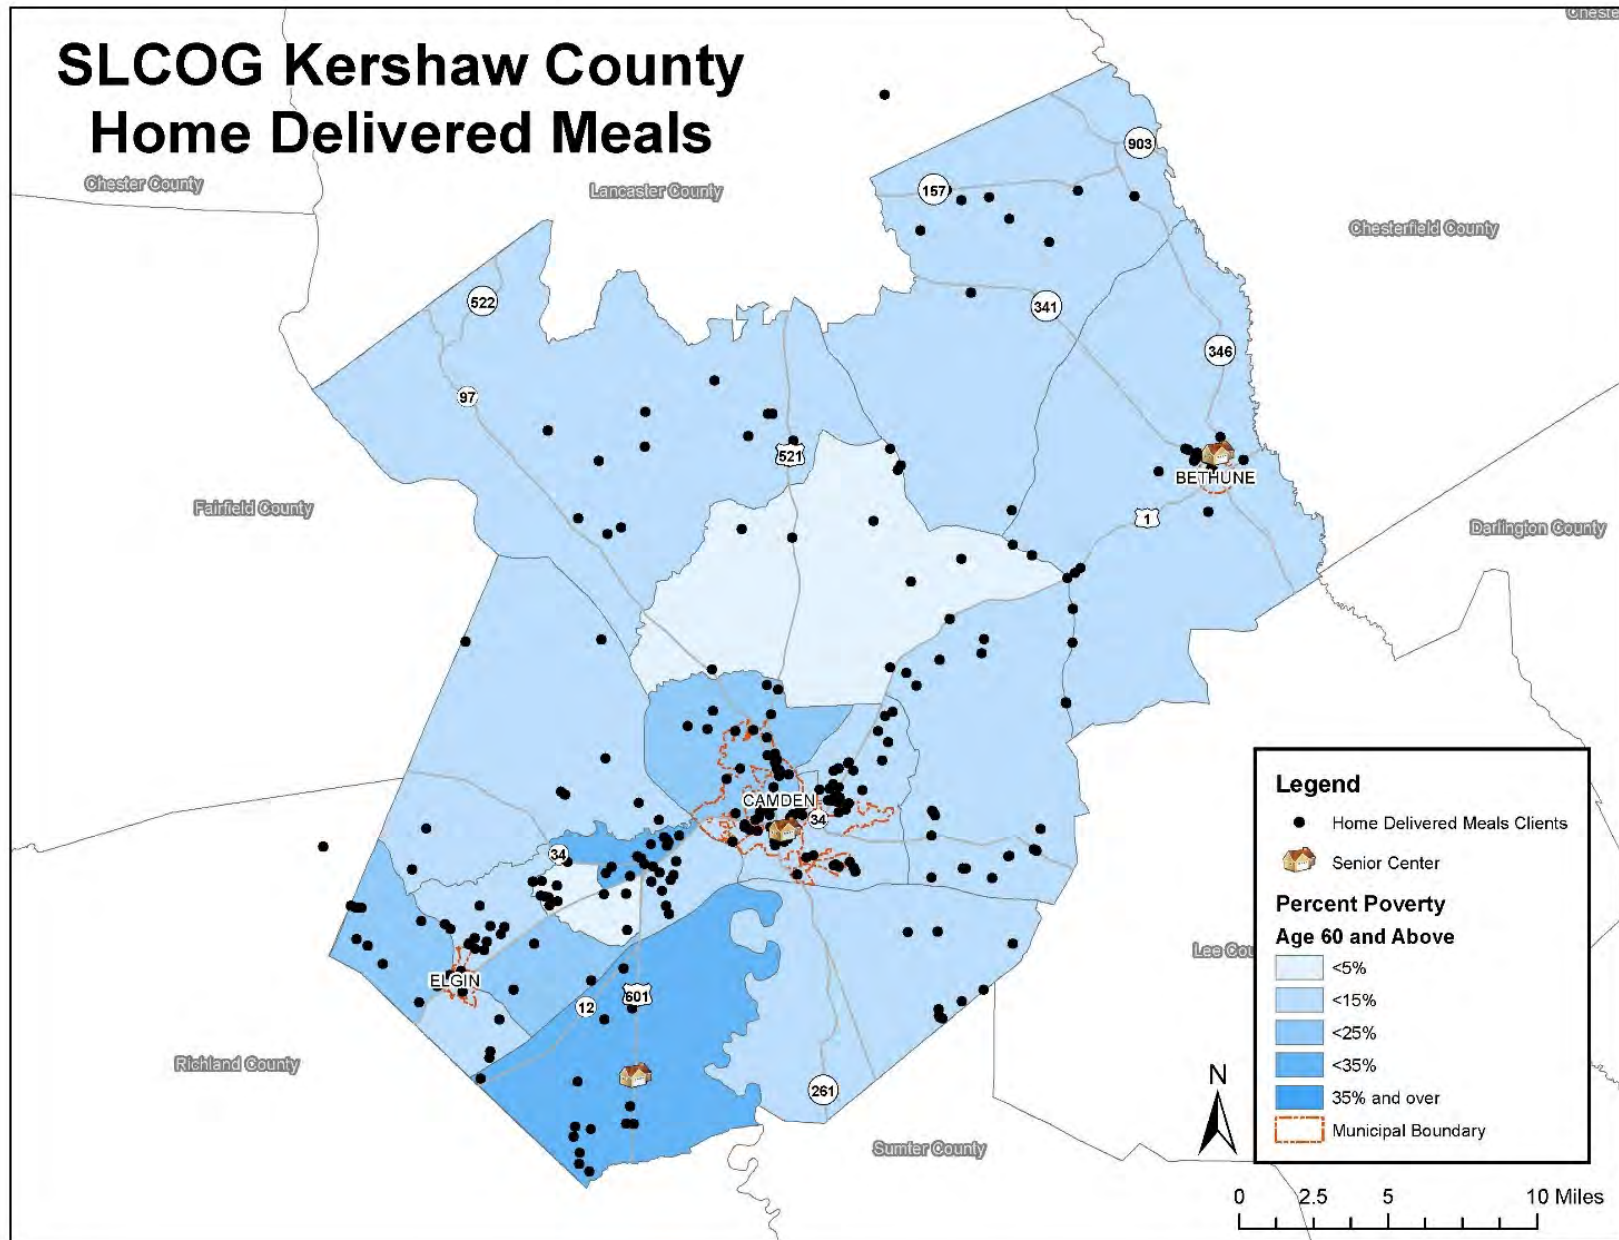 Cheste
SLCOG Kershaw County
Home Delivered Meals
Chester County
Lancaster County
Chesterfield County
Fairfield County
Darlington County
Richland County
Sumter County
Lee Cou
903
157
522
341
346
97
521
BETHUNE
1
CAMDEN
34
34
ELGIN
12
601
261
Legend
Home Delivered Meals Clients
Senior Center
Percent Poverty
Age 60 and Above
<5%
<15%
<25%
<35%
35% and over
Municipal Boundary
N
0 2.5 5 10 Miles